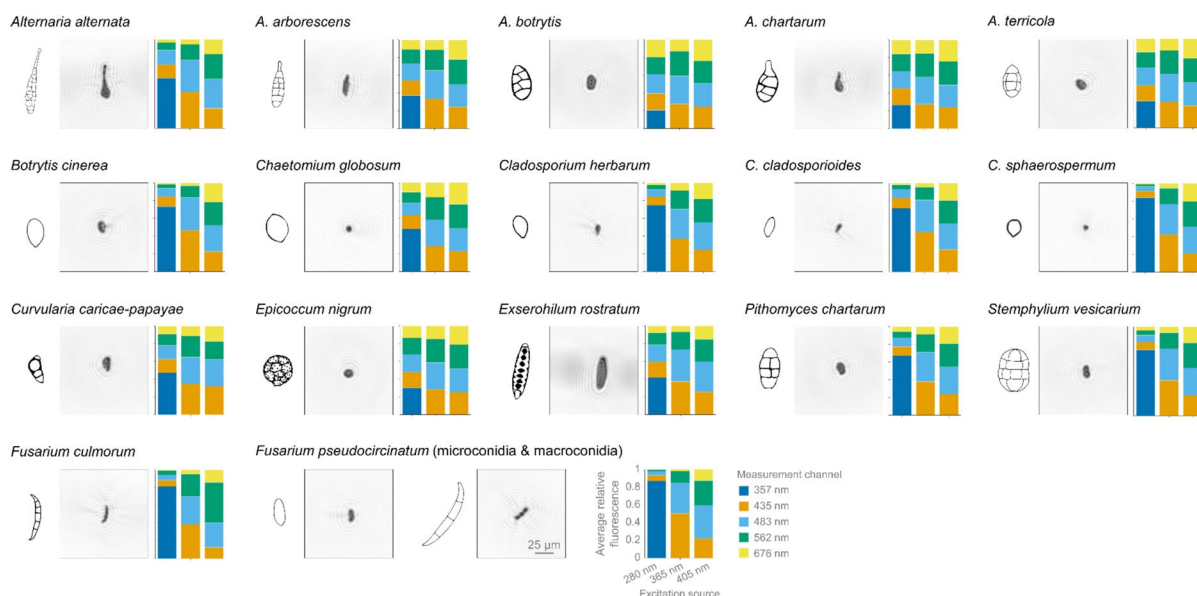 Alternaria alternata
A. arborescens
A. botrytis
A. chartarum
A. terricola
Botrytis cinerea
Chaetomium globosum
Cladosporium herbarum
C. cladosporioides
C. sphaerospermum
Curvularia caricae-papayae
Epicoccum nigrum
Exserohilum rostratum
Pithomyces chartarum
Stemphylium vesicarium
Fusarium culmorum
Fusarium pseudocircinatum (microconidia & macroconidia)
25 µm
Average relative
fluorescence
1
0.8
0.6
0.4
0.2
0
280 nm
365 nm
405 nm
Excitation source
Measurement channel
357 nm
435 nm
483 nm
562 nm
676 nm